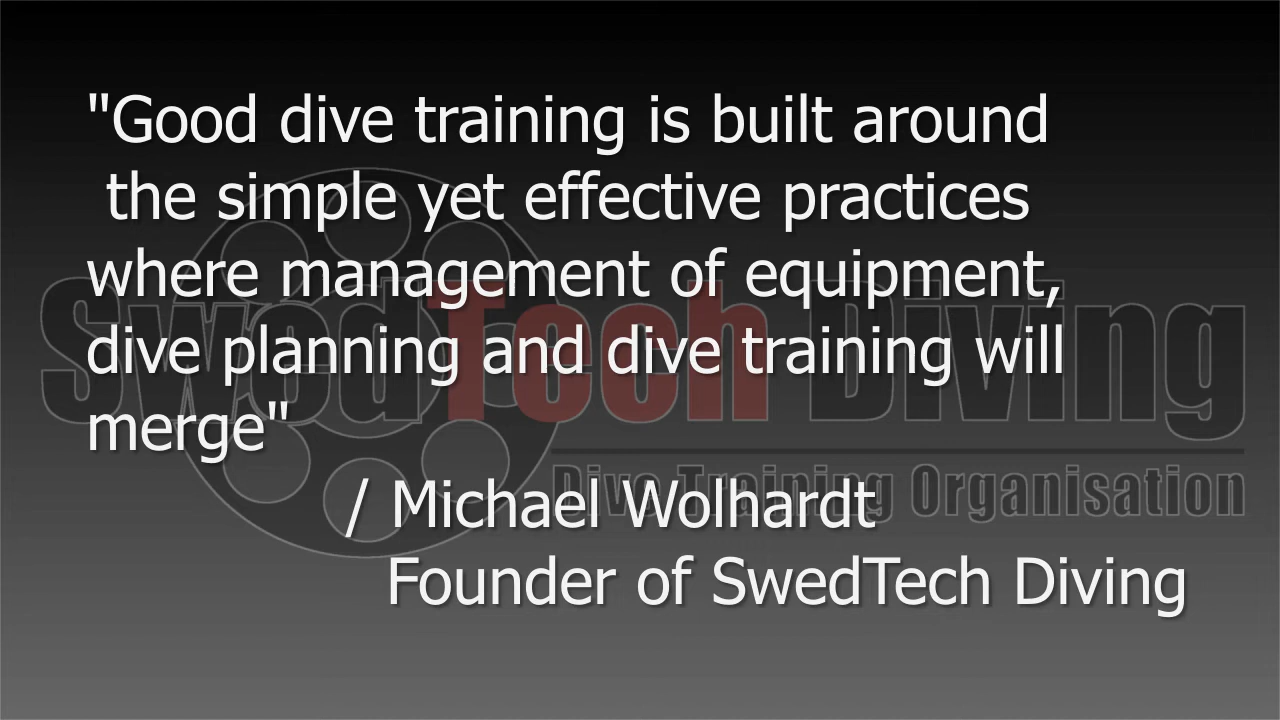 "Good dive training is built around
the simple yet effective practices
where management of equipment,
dive planning and dive training will
merge"
/ Michael Wolhardt
Founder of SwedTech Diving
SwedTech Diving
Dive Training Organisation